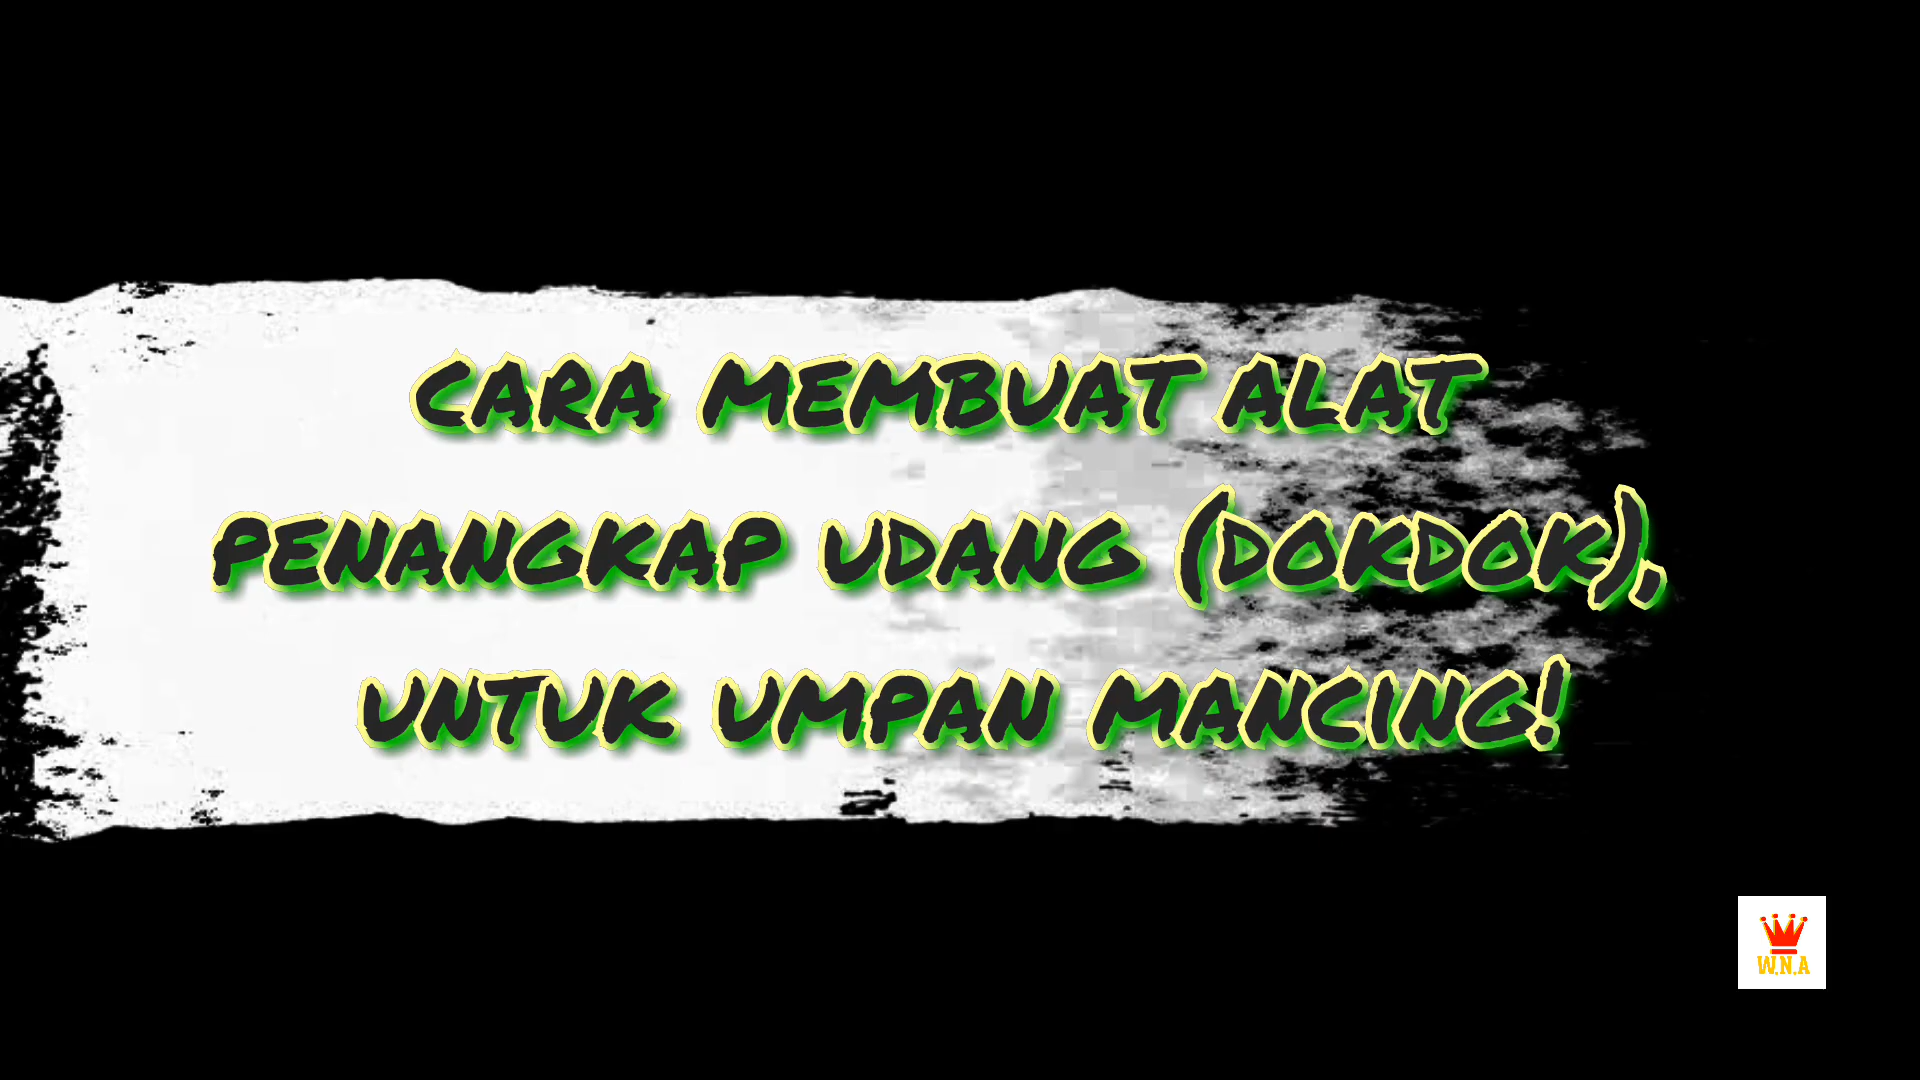 CARA MEMBUAT ALAT
PENANGKAP UDANG (DOKDOK),
UNTUK UMPAN MANCING!
W.N.A